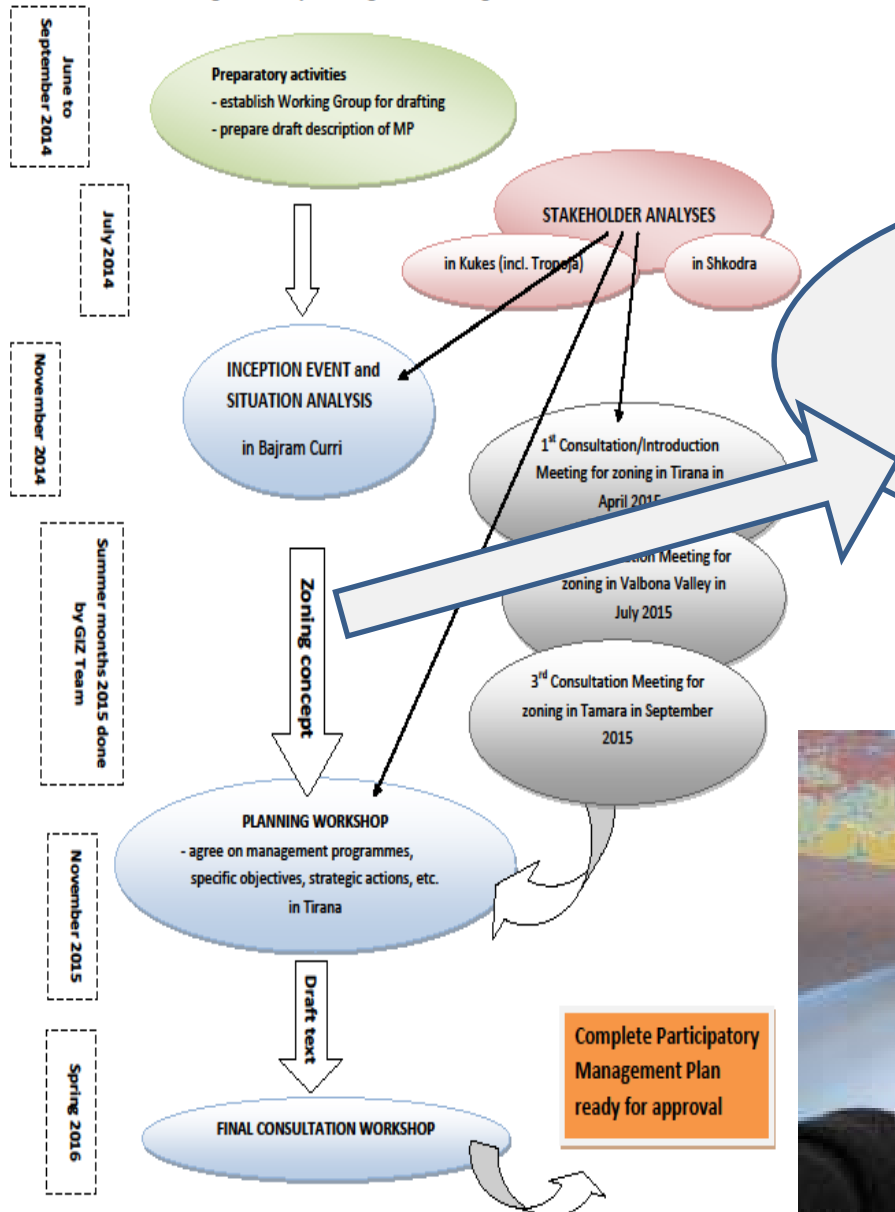 June to
September 2014
Preparatory activities
- establish Working Group for drafting
- prepare draft description of MP
July 2014
STAKEHOLDER ANALYSES
in Kukes (incl. Tropoja)
in Shkodra
November 2014
INCEPTION EVENT and
SITUATION ANALYSIS
in Bajram Curri
1st Consultation/Introduction
Meeting for zoning in Tirana in
April 2015
Meeting for
zoning in Valbona Valley in
July 2015
3rd Consultation Meeting for
zoning in Tamara in September
2015
Summer months 2015 done
by GIZ Team
Zoning concept
November 2015
PLANNING WORKSHOP
- agree on management programmes,
specific objectives, strategic actions, etc.
in Tirana
Draft text
Spring 2016
FINAL CONSULTATION WORKSHOP
Complete Participatory
Management Plan
ready for approval